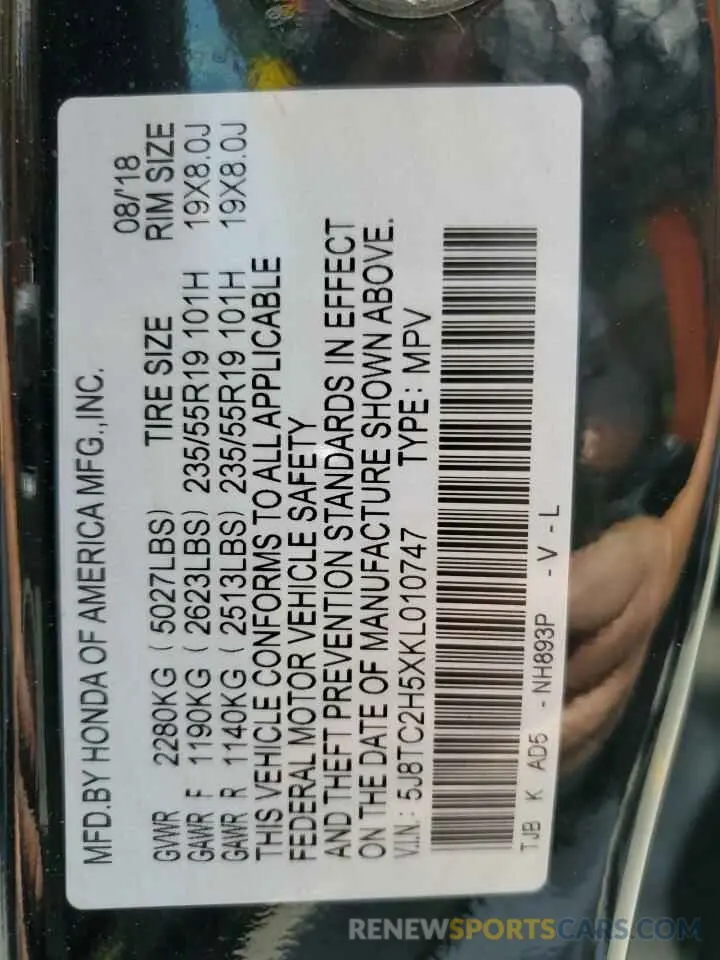 MFD.BY HONDA OF AMERICA MFG.,INC. 08/'18
GVWR 2280KG ( 5027LBS) TIRE SIZE RIM SIZE
GAWR F 1190KG ( 2623LBS) 235/55R19 101H 19X8.0J
GAWR R 1140KG ( 2513LBS) 235/55R19 101H 19X8.0J
THIS VEHICLE CONFORMS TO ALL APPLICABLE
FEDERAL MOTOR VEHICLE SAFETY
AND THEFT PREVENTION STANDARDS IN EFFECT
ON THE DATE OF MANUFACTURE SHOWN ABOVE.
V.I.N.: 5J8TC2H5XKL010747 TYPE: MPV
TJB K AD5 - NH893P - V - L
RENEWSPORTSCARS.COM